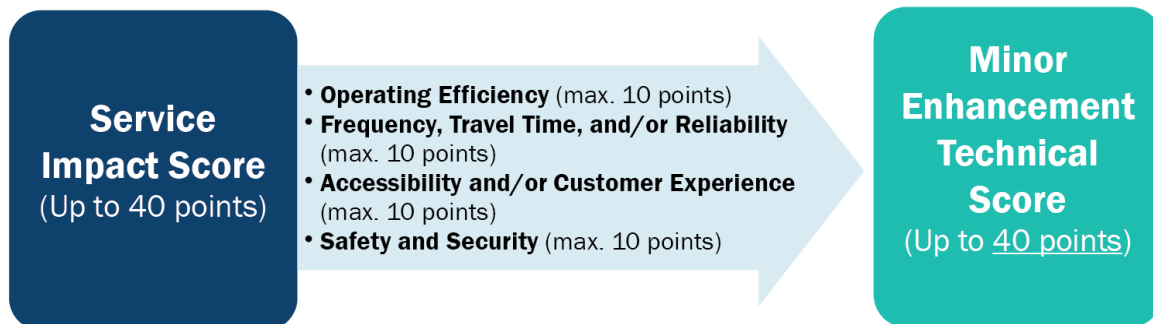 Service
Impact Score
(Up to 40 points)
• Operating Efficiency (max. 10 points)
• Frequency, Travel Time, and/or Reliability
(max. 10 points)
• Accessibility and/or Customer Experience
(max. 10 points)
• Safety and Security (max. 10 points)
Minor
Enhancement
Technical
Score
(Up to 40 points)